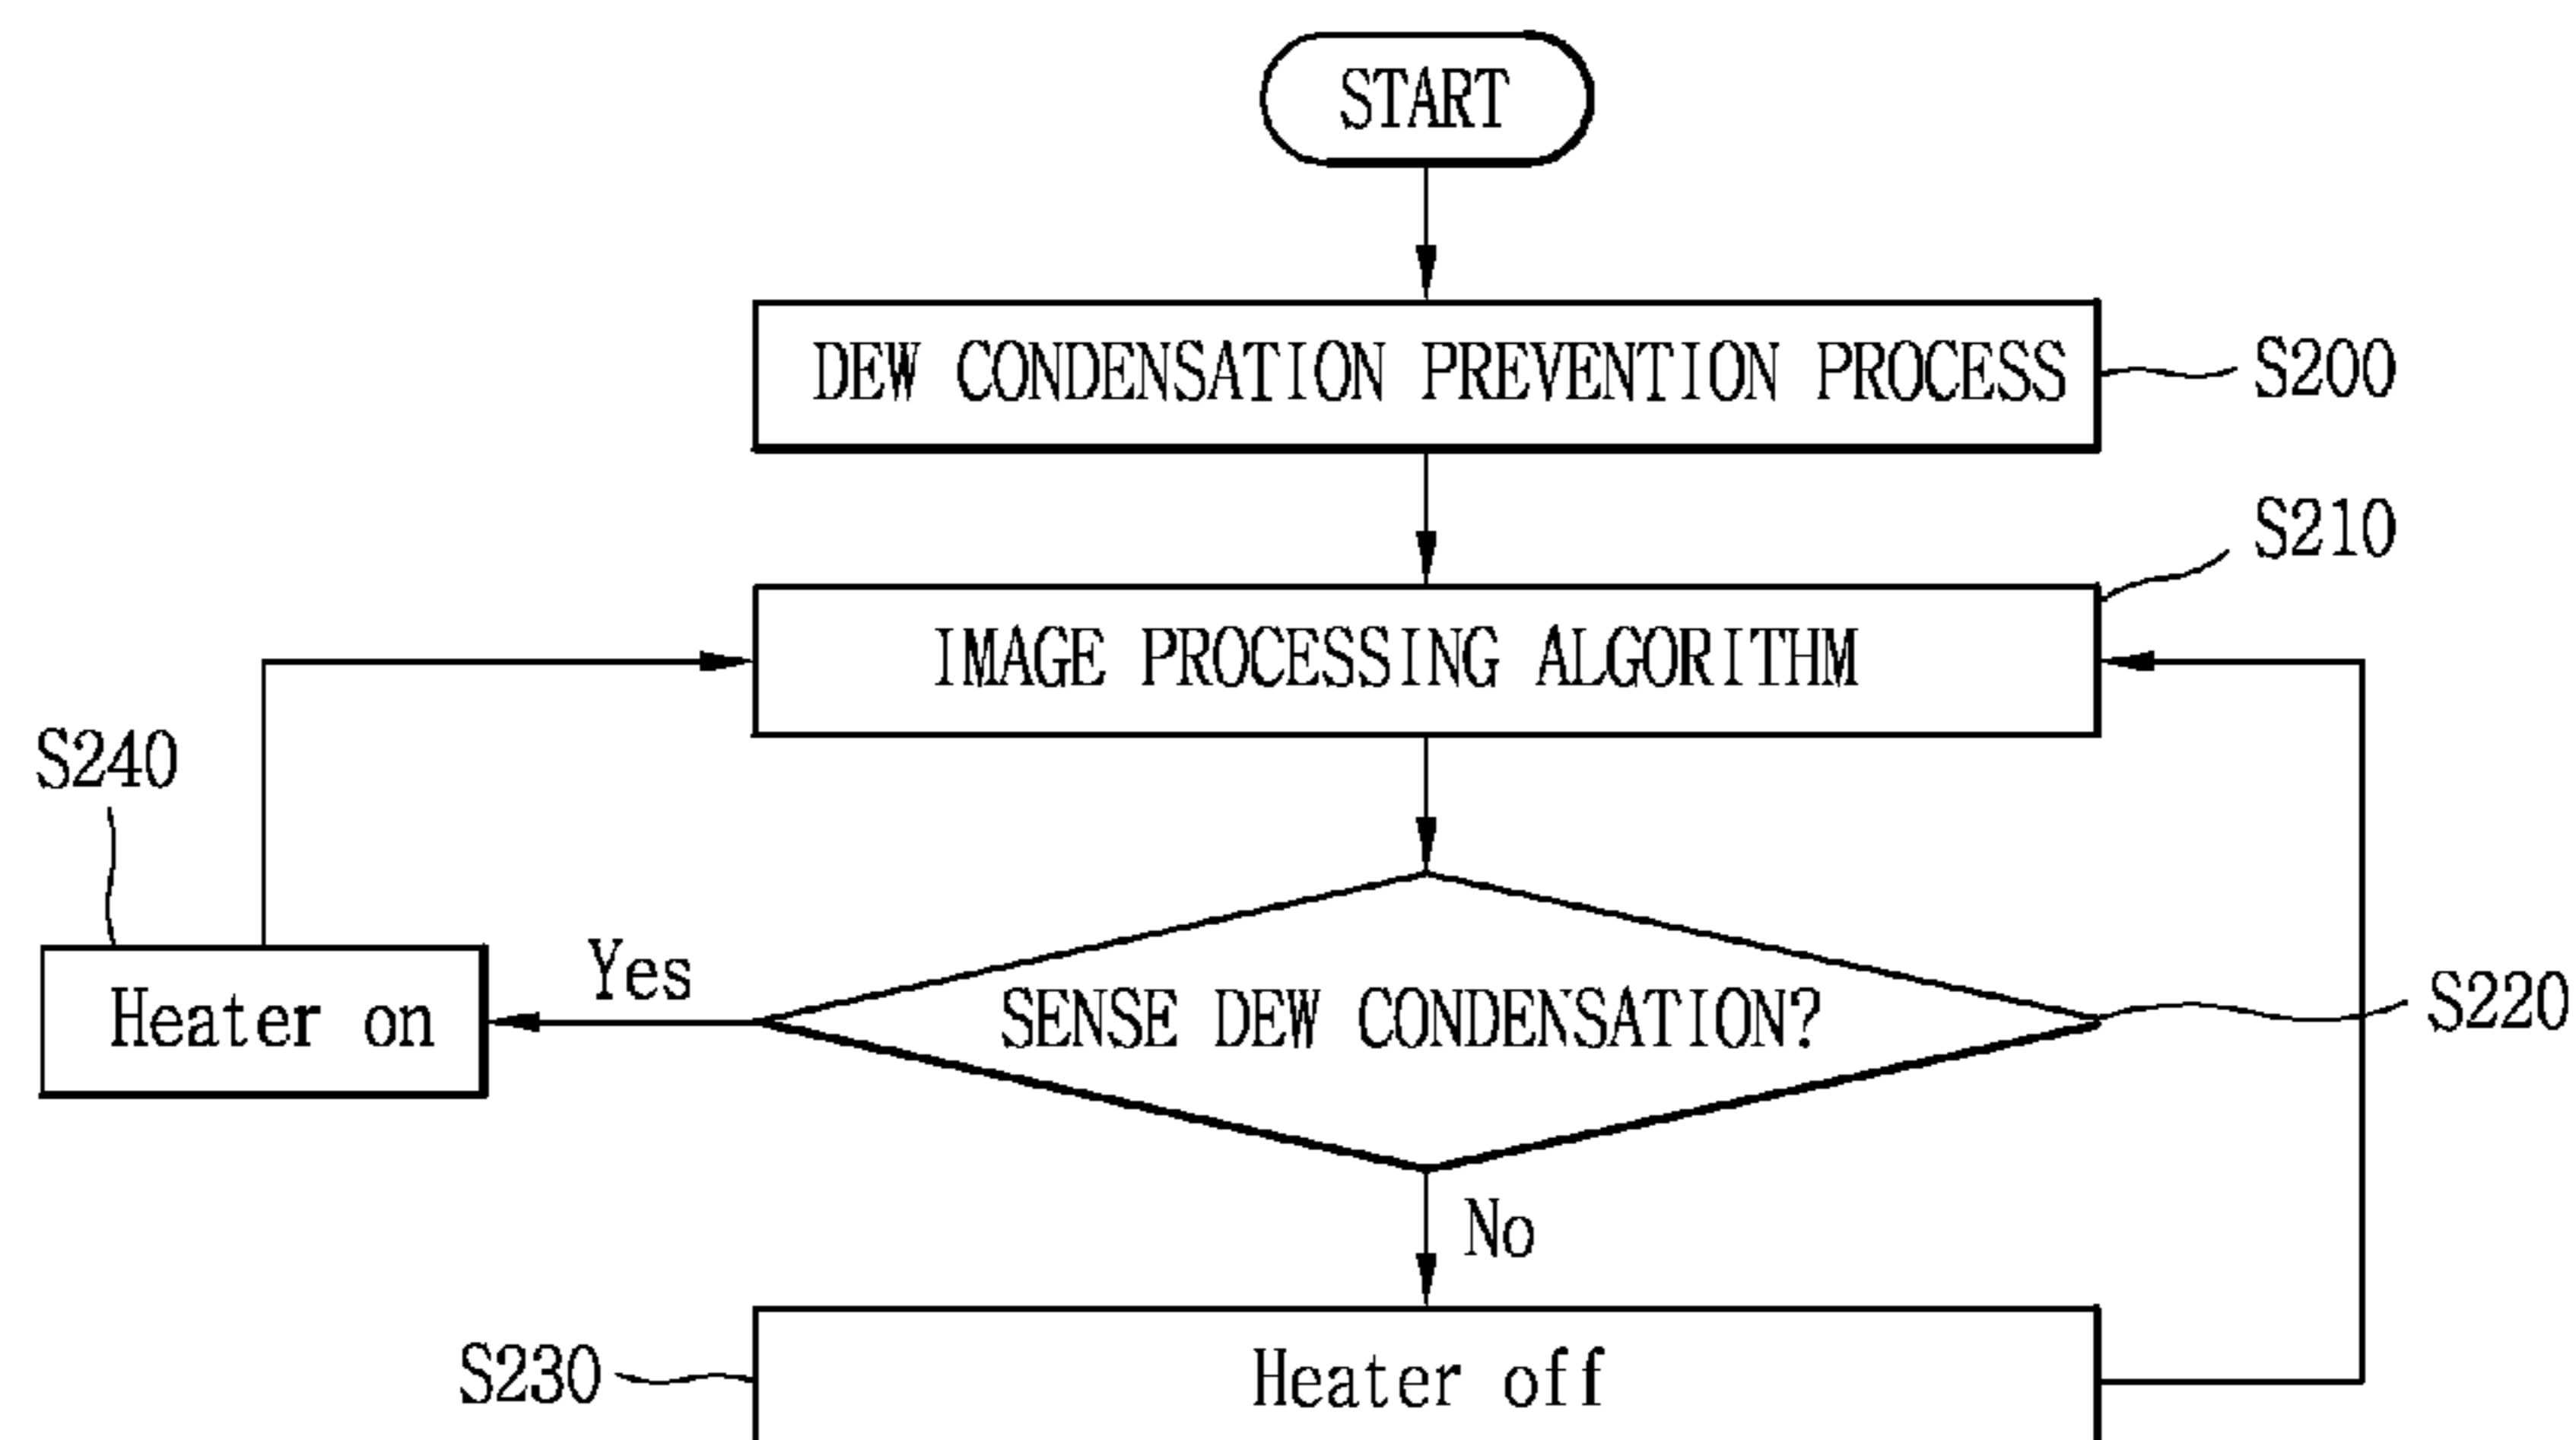 START
DEW CONDENSATION PREVENTION PROCESS
S200
S210
IMAGE PROCESSING ALGORITHM
S240
Yes
Heater on
SENSE DEW CONDENSATION?
S220
No
S230
Heater off